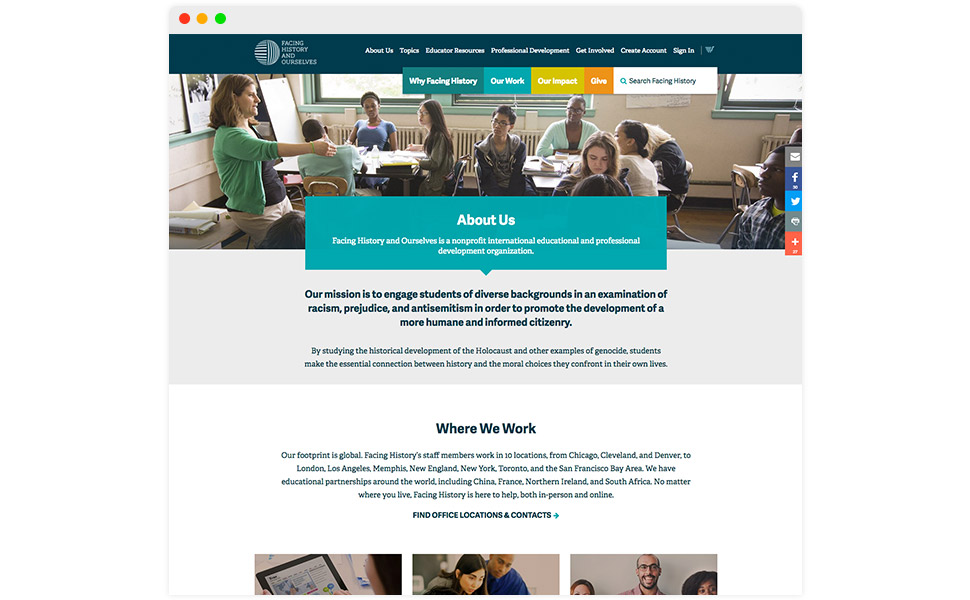 FACING
HISTORY
AND
OURSELVES
About Us Topics Educator Resources Professional Development Get Involved Create Account Sign In
Why Facing History Our Work Our Impact Give Search Facing History
30
37
About Us
Facing History and Ourselves is a nonprofit international educational and professional
development organization.
Our mission is to engage students of diverse backgrounds in an examination of
racism, prejudice, and antisemitism in order to promote the development of a
more humane and informed citizenry.
By studying the historical development of the Holocaust and other examples of genocide, students
make the essential connection between history and the moral choices they confront in their own lives.
Where We Work
Our footprint is global. Facing History's staff members work in 10 locations, from Chicago, Cleveland, and Denver, to
London, Los Angeles, Memphis, New England, New York, Toronto, and the San Francisco Bay Area. We have
educational partnerships around the world, including China, France, Northern Ireland, and South Africa. No matter
where you live, Facing History is here to help, both in-person and online.
FIND OFFICE LOCATIONS & CONTACTS →